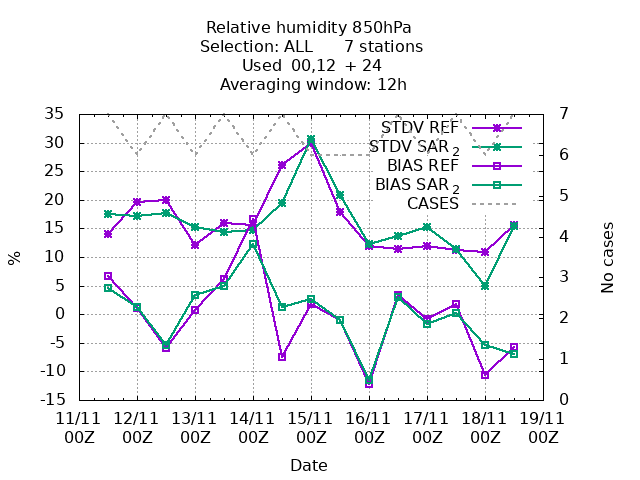 Relative humidity 850hPa
Selection: ALL 7 stations
Used 00,12 + 24
Averaging window: 12h
35 7
STDV REF
30
STDV SAR 2
6
25
BIAS REF
BIAS SAR 2
5
20
CASES
15 4
10
3
5
0 2
-5
1
-10
-15 0
%
No cases
11/11 12/11 13/11 14/11 15/11 16/11 17/11 18/11 19/11
00Z 00Z 00Z 00Z 00Z 00Z 00Z 00Z 00Z
Date